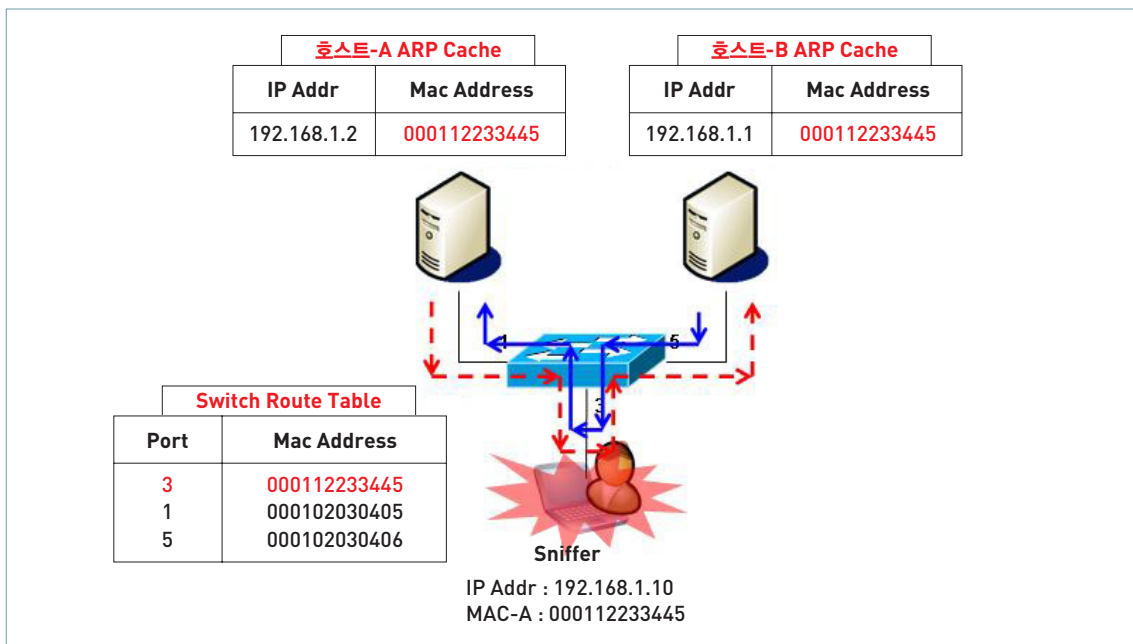 호스트-A ARP Cache
IP Addr Mac Address
192.168.1.2 000112233445
호스트-B ARP Cache
IP Addr Mac Address
192.168.1.1 000112233445
1
5
3
Switch Route Table
Port Mac Address
3 000112233445
1 000102030405
5 000102030406
Sniffer
IP Addr : 192.168.1.10
MAC-A : 000112233445